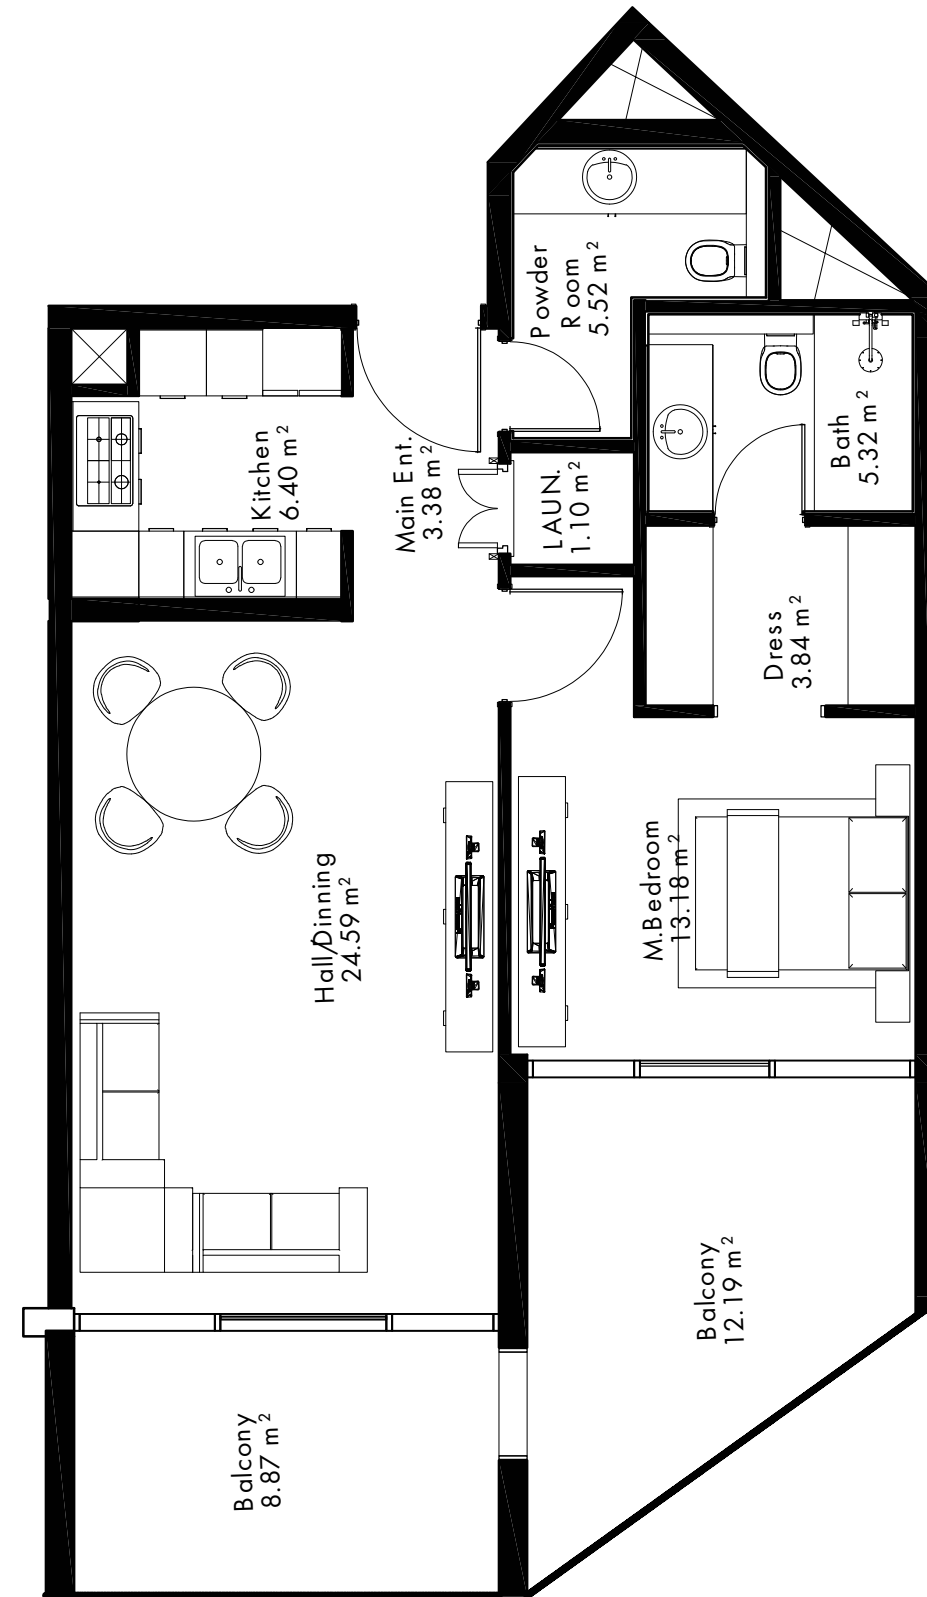 Powder
Room
5.52 m²
Bath
5.32 m²
Kitchen
6.40 m²
Main Ent.
3.38 m²
LAUN.
1.10 m²
Dress
3.84 m²
Hall/Dinning
24.59 m²
M.Bedroom
13.18 m²
Balcony
12.19 m²
Balcony
8.87 m²